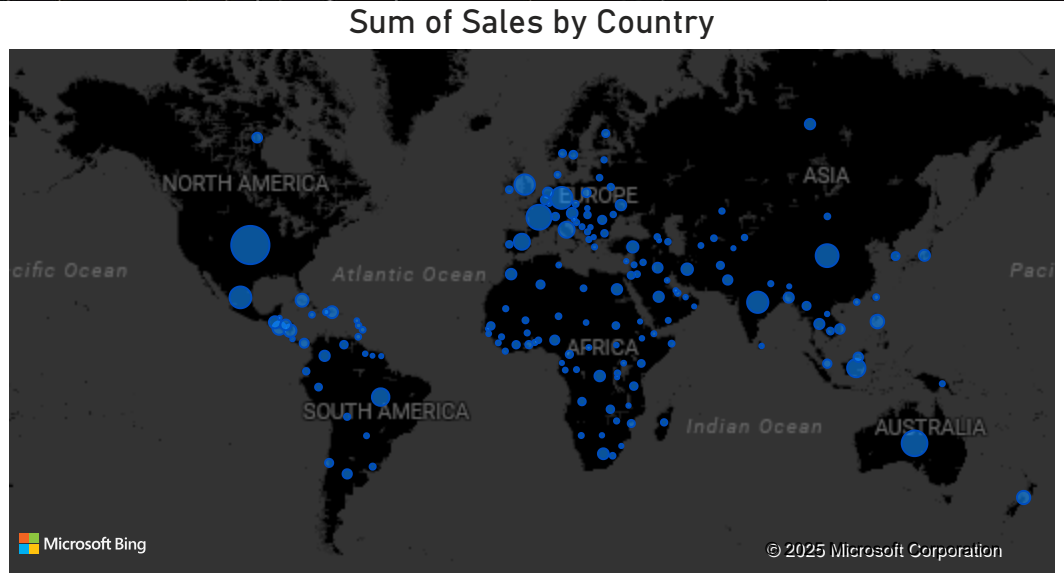 Sum of Sales by Country
NORTH AMERICA
EUROPE
ASIA
cific Ocean
Atlantic Ocean
Paci
AFRICA
SOUTH AMERICA
Indian Ocean
AUSTRALIA
Microsoft Bing
© 2025 Microsoft Corporation